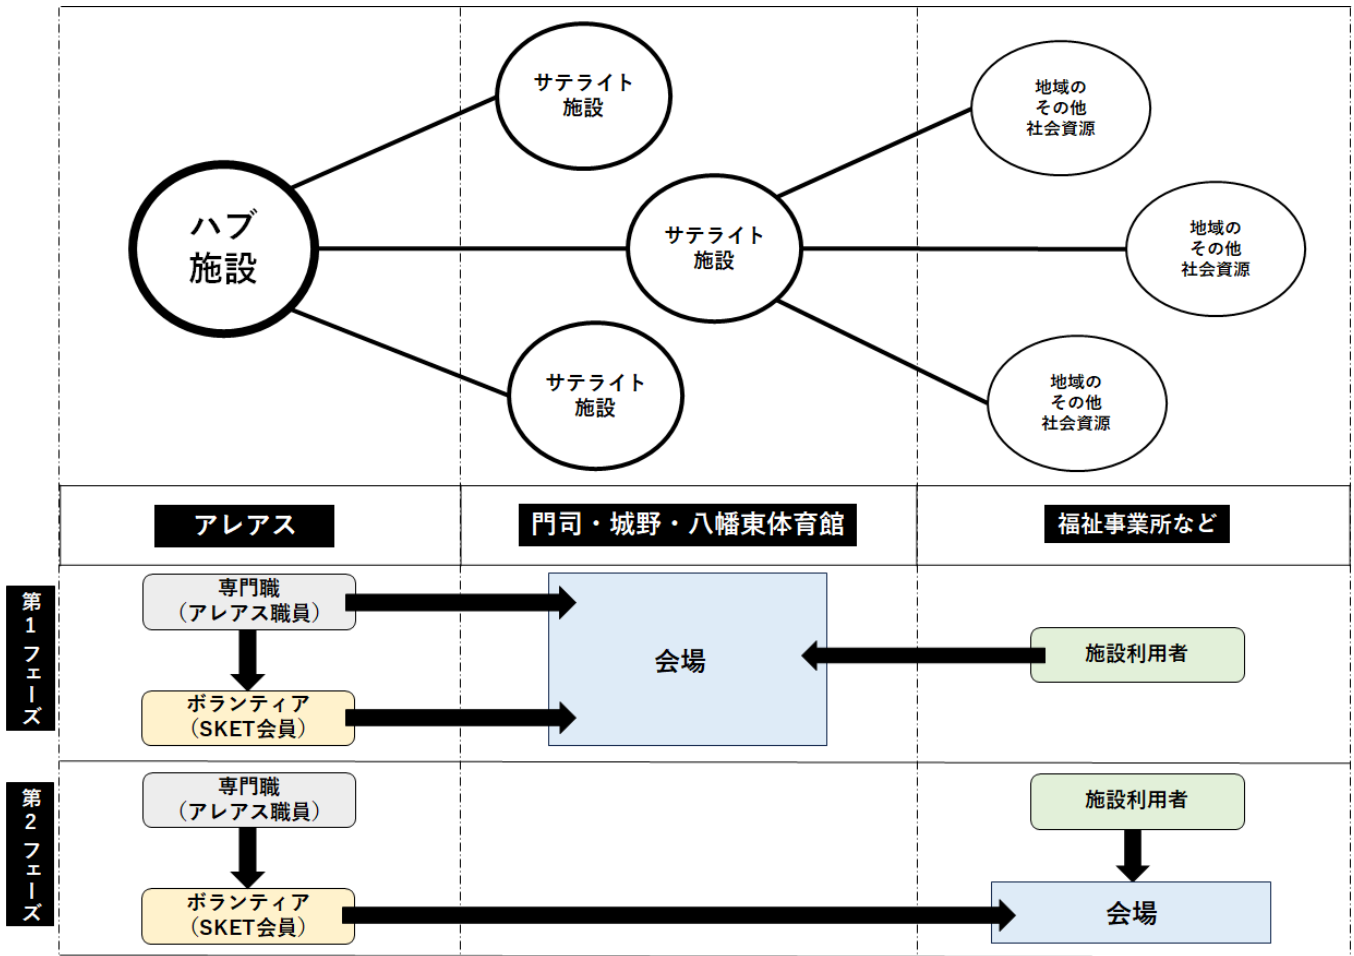 サテライト
施設
地域の
その他
社会資源
ハブ
施設
サテライト
施設
地域の
その他
社会資源
サテライト
施設
地域の
その他
社会資源
アレアス
門司・城野・八幡東体育館
福祉事業所など
第1フェーズ
専門職
（アレアス職員）
会場
施設利用者
ボランティア
（SKET会員）
第2フェーズ
専門職
（アレアス職員）
施設利用者
ボランティア
（SKET会員）
会場